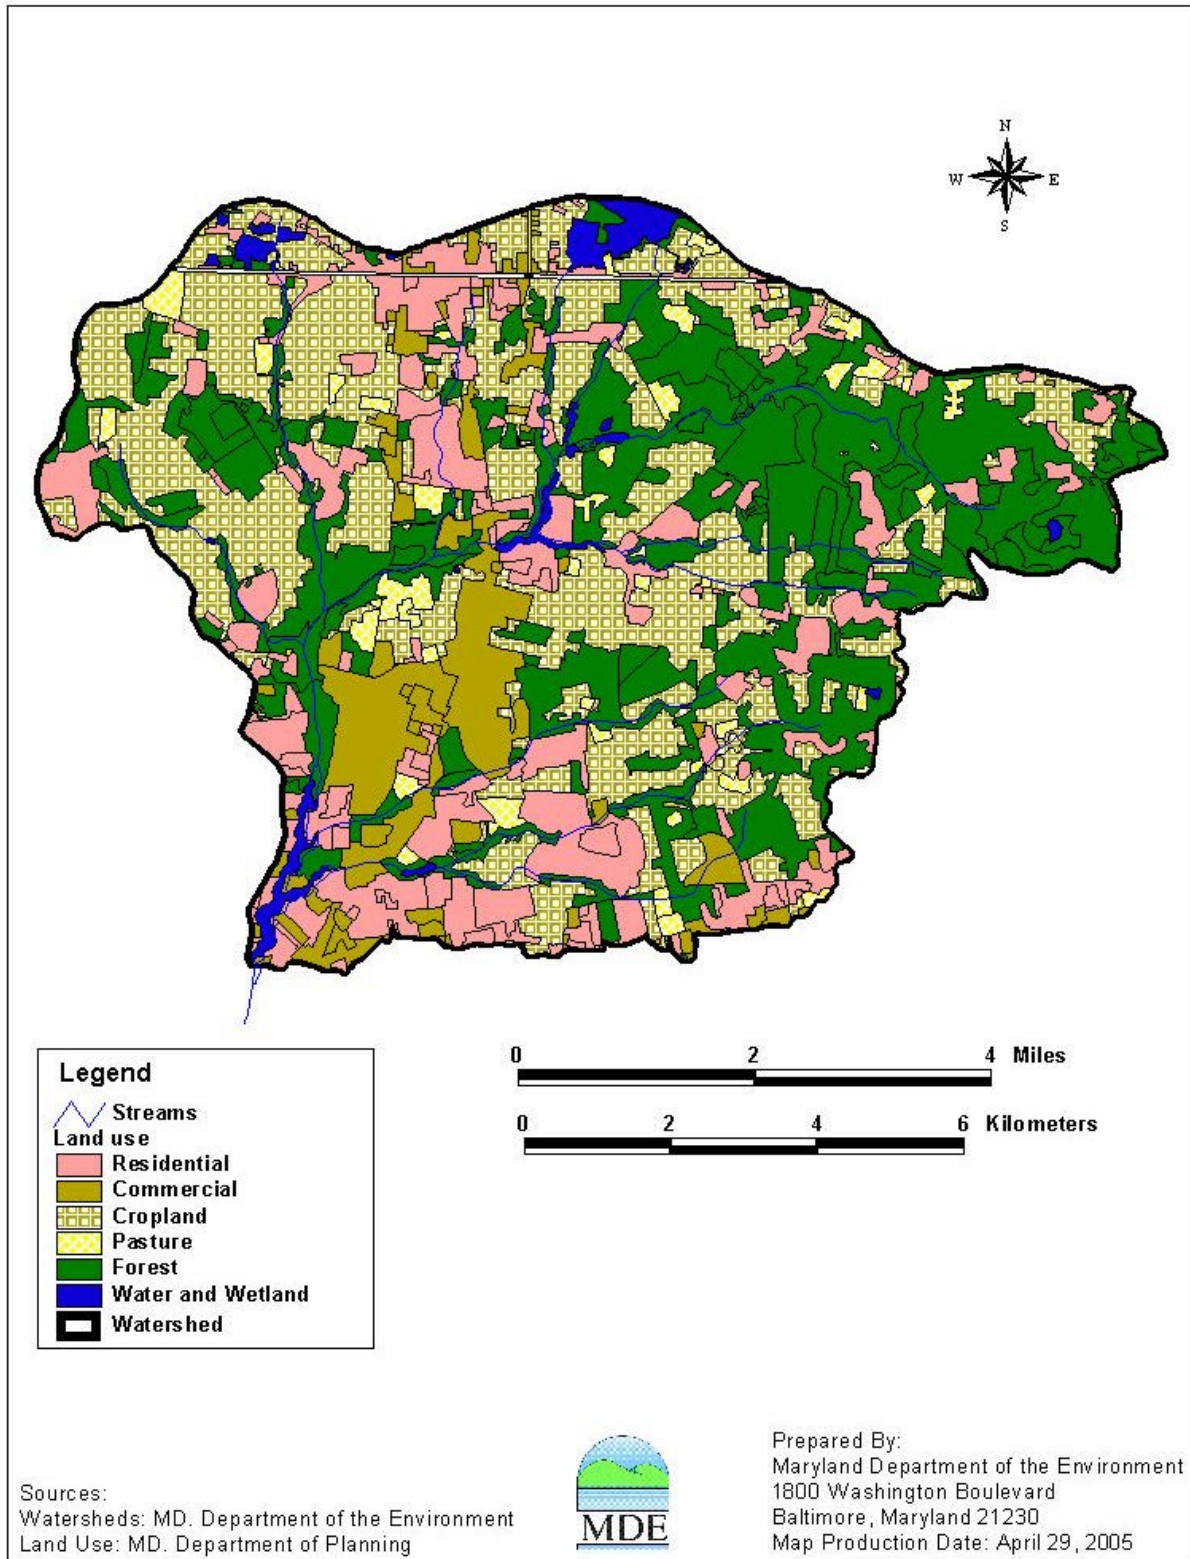 N
W E
S
0 2 4 Miles
0 2 4 6 Kilometers
Legend
Streams
Land use
Residential
Commercial
Cropland
Pasture
Forest
Water and Wetland
Watershed
Sources:
Watersheds: MD. Department of the Environment
Land Use: MD. Department of Planning
MDE
Prepared By:
Maryland Department of the Environment
1800 Washington Boulevard
Baltimore, Maryland 21230
Map Production Date: April 29, 2005